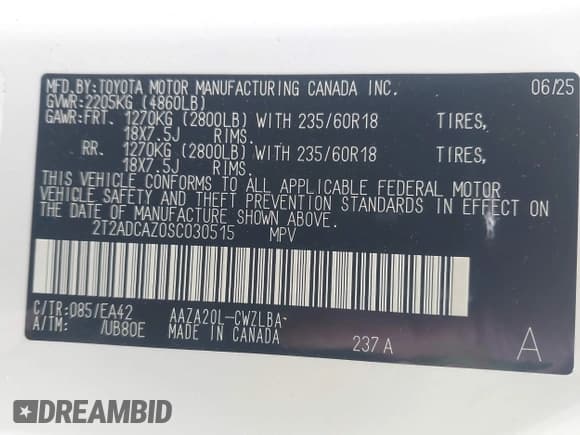 MFD.BY:TOYOTA MOTOR MANUFACTURING CANADA INC. 06/25
GVWR:2205KG (4860LB)
GAWR:FRT. 1270KG (2800LB) WITH 235/60R18 TIRES,
18X7.5J RIMS.
RR. 1270KG (2800LB) WITH 235/60R18 TIRES,
18X7.5J RIMS.
THIS VEHICLE CONFORMS TO ALL APPLICABLE FEDERAL MOTOR
VEHICLE SAFETY AND THEFT PREVENTION STANDARDS IN EFFECT ON
THE DATE OF MANUFACTURE SHOWN ABOVE.
2T2ADCAZ0SC030515 MPV
C/TR:085/EA42 AAZA20L-CWZLBA
A/TM: /UB80E MADE IN CANADA 237A A
DREAMBID